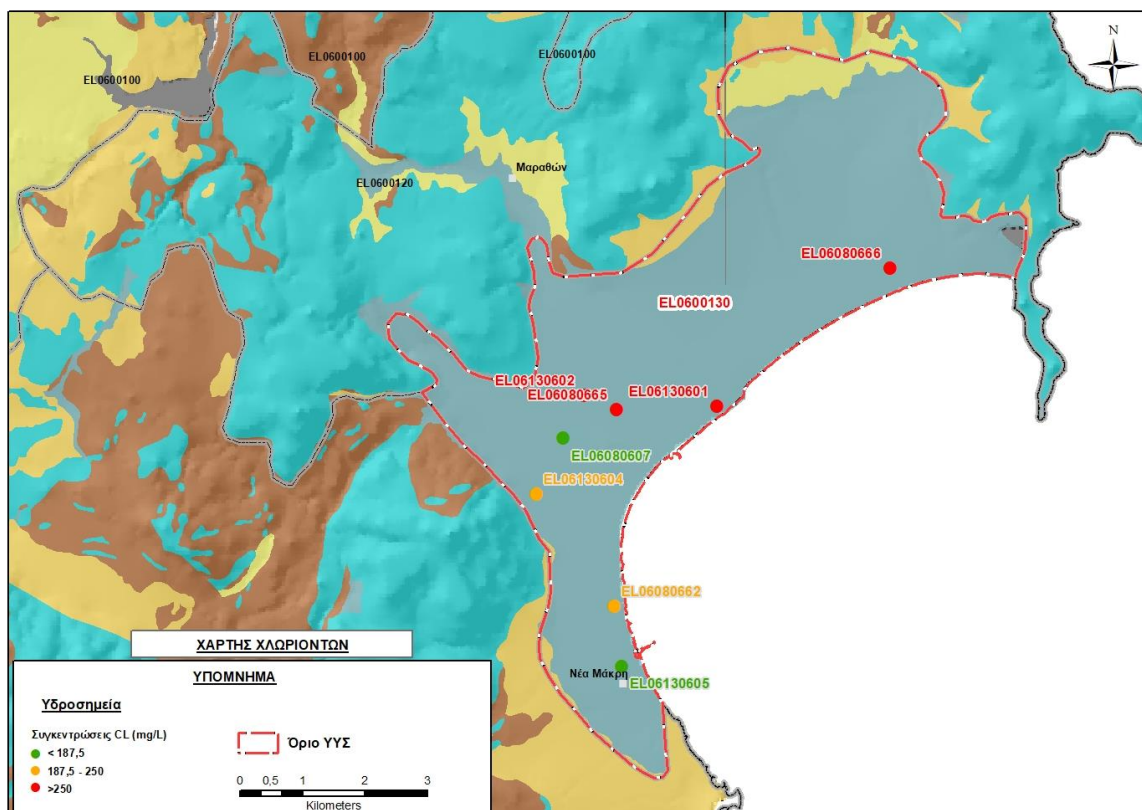 N
EL0600100
EL0600100
EL0600100
Μαραθών
EL0600120
EL06080666
EL0600130
EL06130602
EL06080665
EL06130601
EL06080607
EL06130604
EL06080662
Νέα Μάκρη
EL06130605
ΧΑΡΤΗΣ ΧΛΩΡΙΟΝΤΩΝ
ΥΠΟΜΝΗΜΑ
Υδροσημεία
Συγκεντρώσεις CL (mg/L)
< 187,5
187,5 - 250
>250
Όριο ΥΥΣ
0 0,5 1 2 3
Kilometers